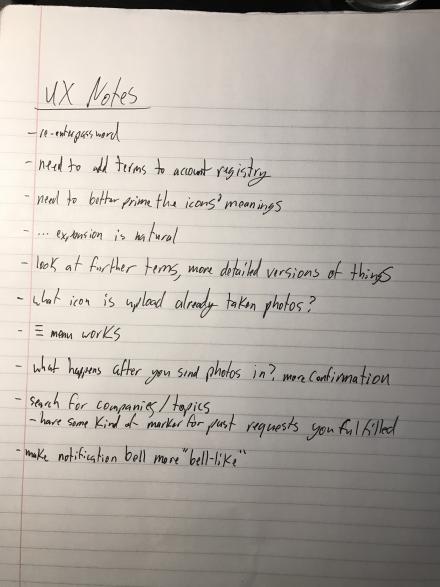 UX Notes
- re-enter password
- need to add terms to account registry
- need to better prime the icons' meanings
- ... expansion is natural
- look at further terms, more detailed versions of things
- what icon is upload already taken photos?
- ☰ menu works
- what happens after you send photos in?, more confirmation
- search for companies/topics
- have some kind of marker for past requests you fulfilled
- make notification bell more "bell-like"